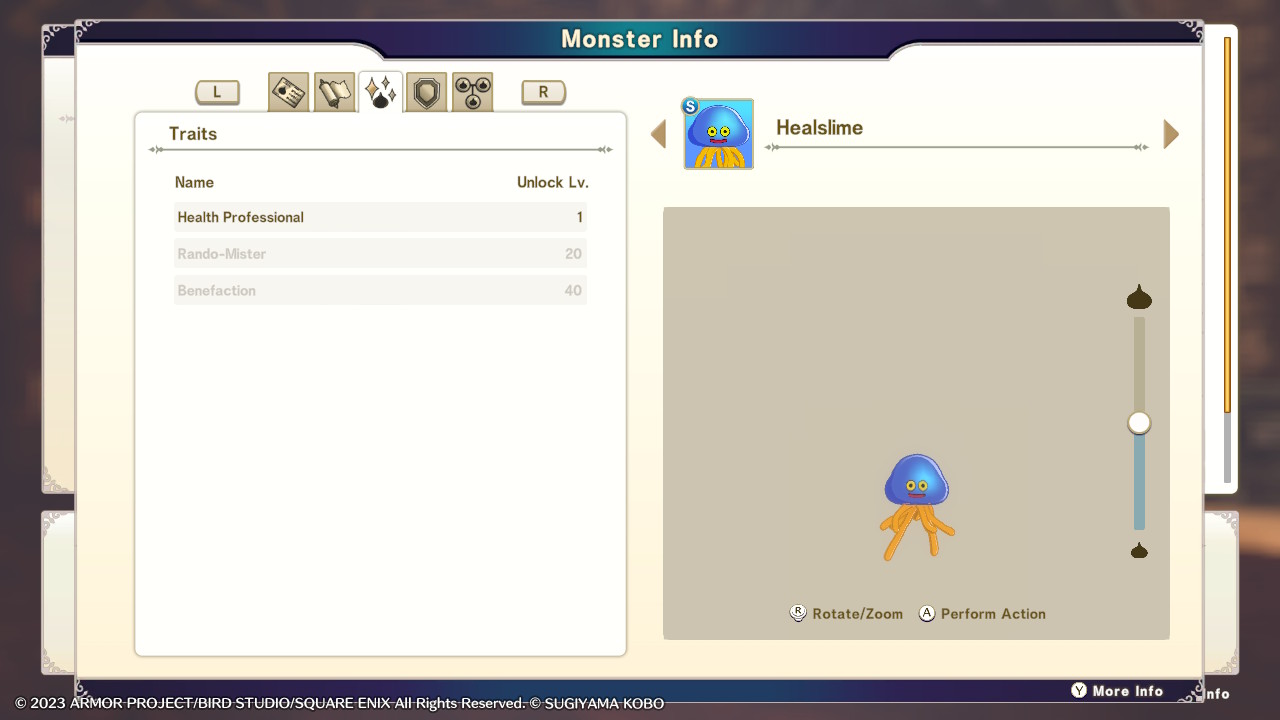 Monster Info
L
R
Traits
Name Unlock Lv.
Health Professional 1
Rando-Mister 20
Benefaction 40
S
Healslime
R Rotate/Zoom A Perform Action
Y More Info
nfo
© 2023 ARMOR PROJECT/BIRD STUDIO/SQUARE ENIX All Rights Reserved. © SUGIYAMA KOBO